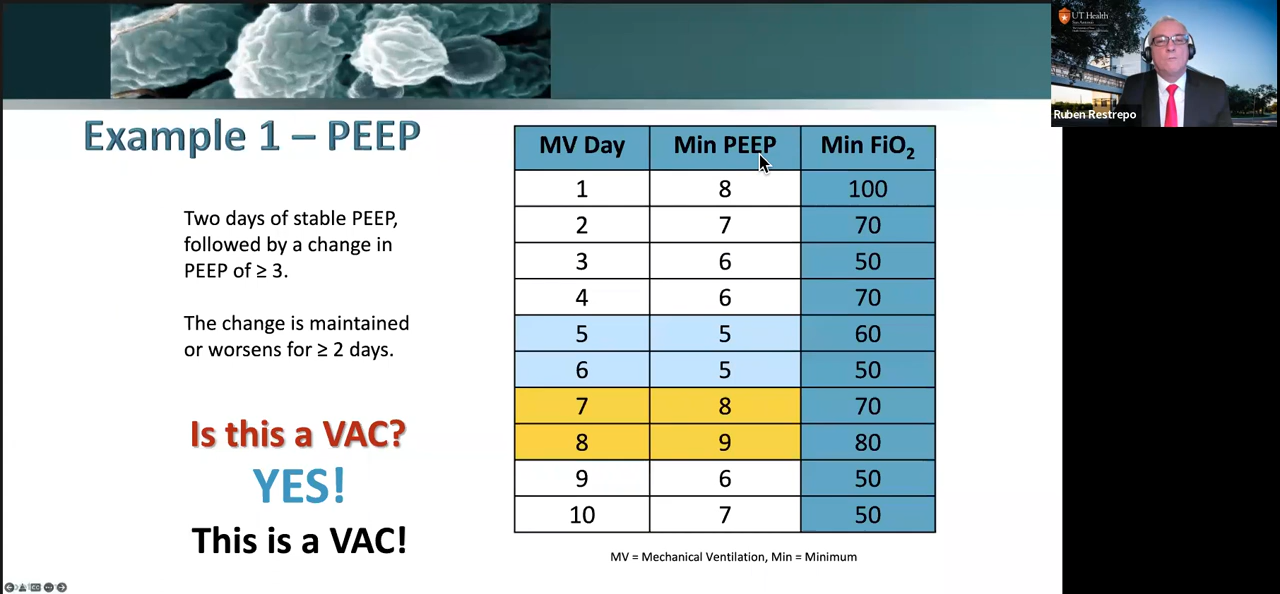 UT Health
San Antonio
Ruben Restrepo
Example 1 – PEEP
Two days of stable PEEP,
followed by a change in
PEEP of ≥ 3.
The change is maintained
or worsens for ≥ 2 days.
Is this a VAC?
YES!
This is a VAC!
MV Day Min PEEP Min FiO₂
1 8 100
2 7 70
3 6 50
4 6 70
5 5 60
6 5 50
7 8 70
8 9 80
9 6 50
10 7 50
MV = Mechanical Ventilation, Min = Minimum